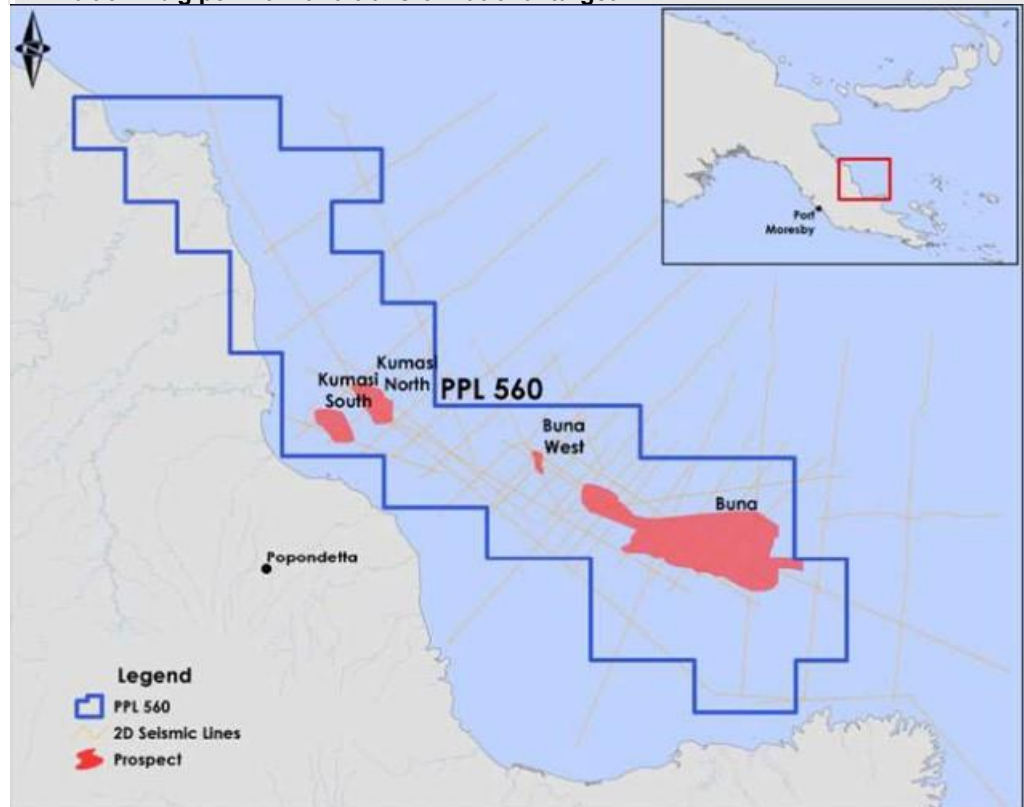 Port
Moresby
Kumasi
North
Kumasi
South
PPL 560
Buna
West
Buna
Popondetta
Legend
PPL 560
2D Seismic Lines
Prospect